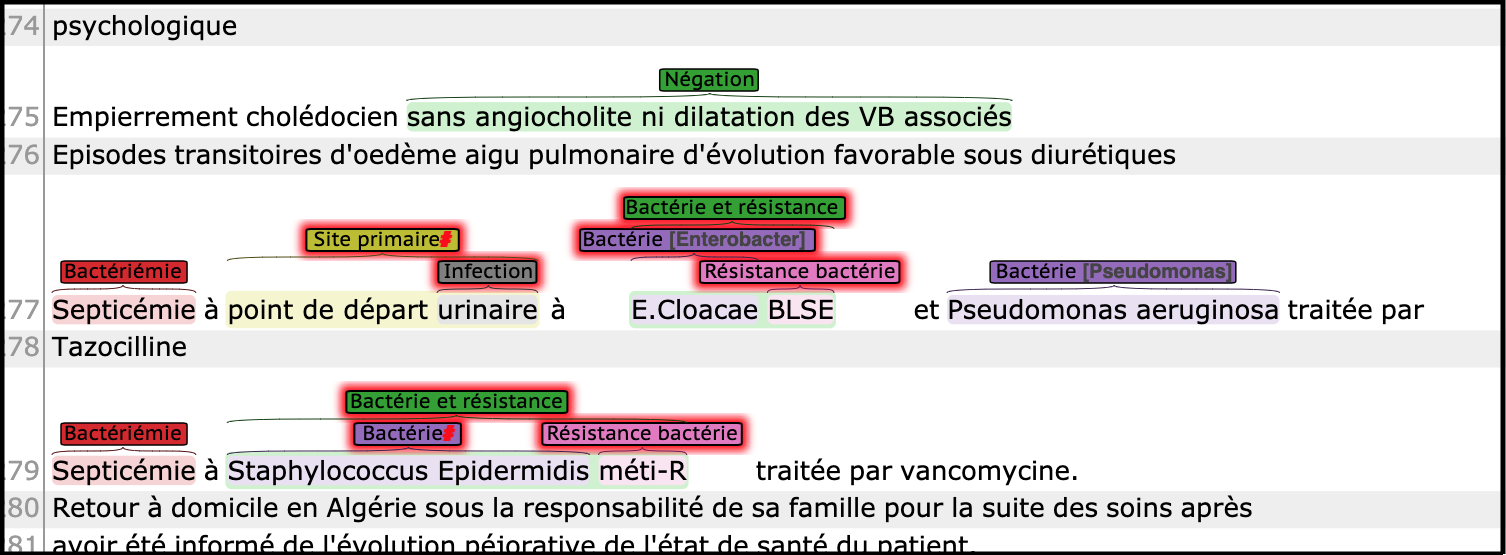 74 psychologique
Négation
75 Empierrement cholédocien sans angiocholite ni dilatation des VB associés
76 Episodes transitoires d'oedème aigu pulmonaire d'évolution favorable sous diurétiques
Bactérie et résistance
Site primaire# Bactérie [Enterobacter]
Bactériémie Infection Résistance bactérie Bactérie [Pseudomonas]
77 Septicémie à point de départ urinaire à E.Cloacae BLSE et Pseudomonas aeruginosa traitée par
78 Tazocilline
Bactérie et résistance
Bactériémie Bactérie# Résistance bactérie
79 Septicémie à Staphylococcus Epidermidis méti-R traitée par vancomycine.
80 Retour à domicile en Algérie sous la responsabilité de sa famille pour la suite des soins après
81 avoir été informé de l'évolution péjorative de l'état de santé du patient.